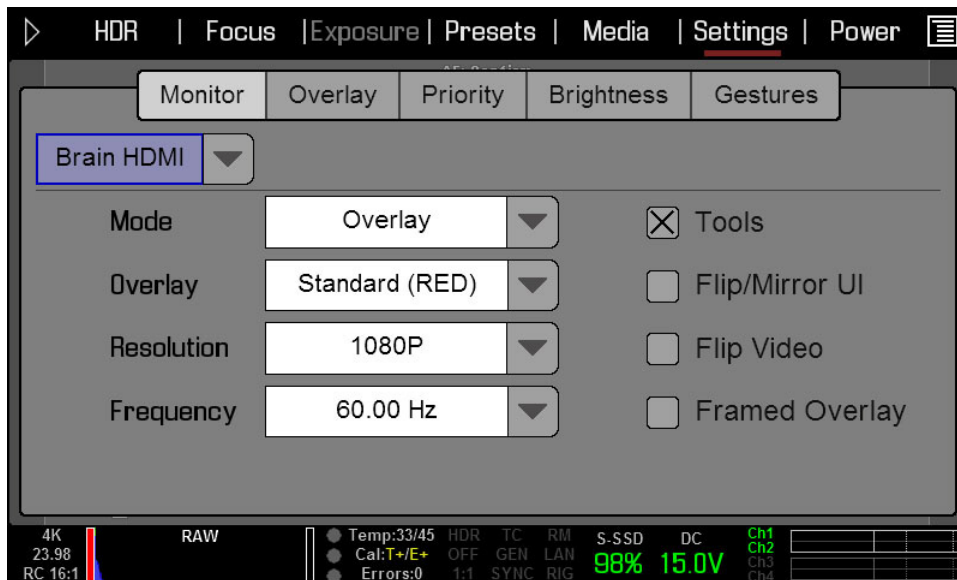 HDR | Focus | Exposure | Presets | Media | Settings | Power
Monitor Overlay Priority Brightness Gestures
Brain HDMI
Mode Overlay Tools
Overlay Standard (RED) Flip/Mirror UI
Resolution 1080P Flip Video
Frequency 60.00 Hz Framed Overlay
4K RAW Temp:33/45 HDR TC RM S-SSD DC Ch1
23.98 Cal:T+/E+ OFF GEN LAN 98% 15.0V Ch2
RC 16:1 Errors:0 1:1 SYNC RIG Ch3
Ch4